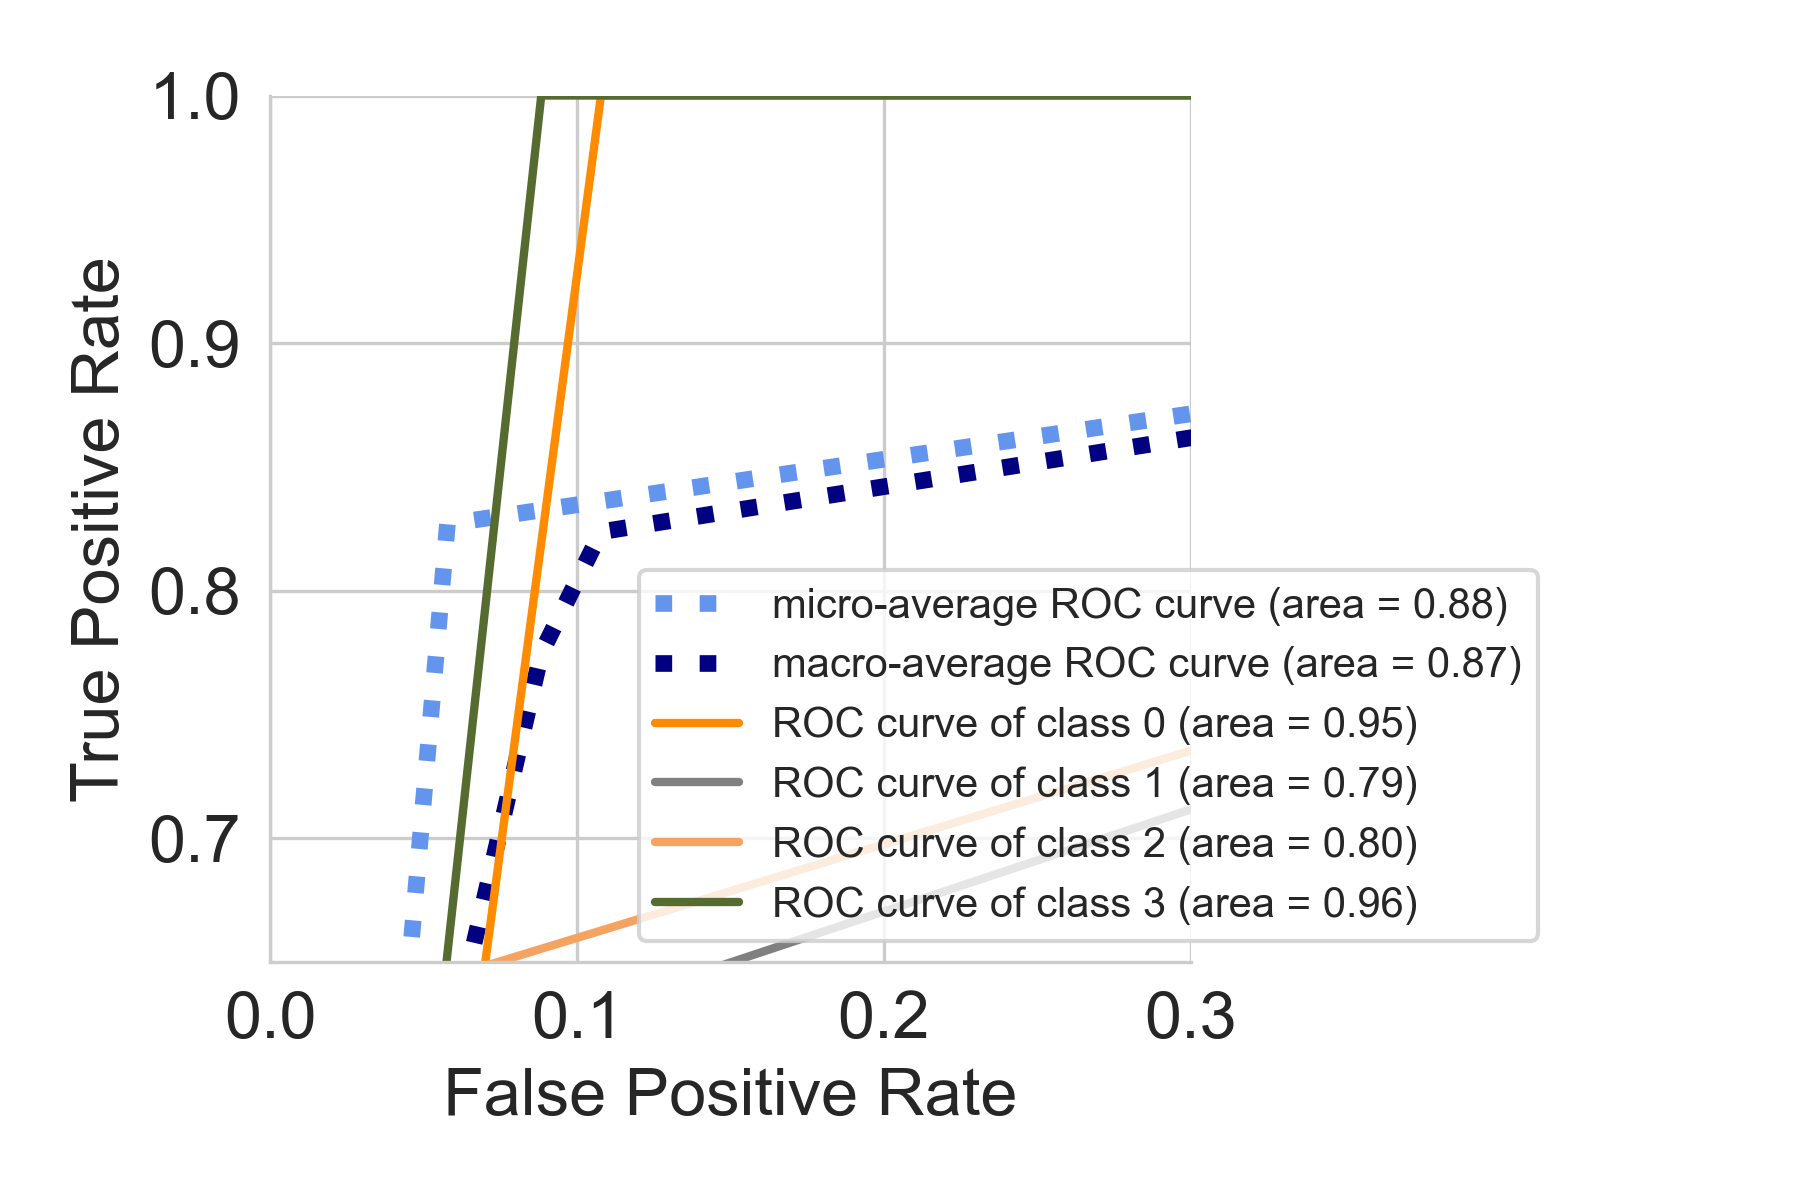 1.0
0.9
0.8
0.7
True Positive Rate
micro-average ROC curve (area = 0.88)
macro-average ROC curve (area = 0.87)
ROC curve of class 0 (area = 0.95)
ROC curve of class 1 (area = 0.79)
ROC curve of class 2 (area = 0.80)
ROC curve of class 3 (area = 0.96)
0.0 0.1 0.2 0.3
False Positive Rate